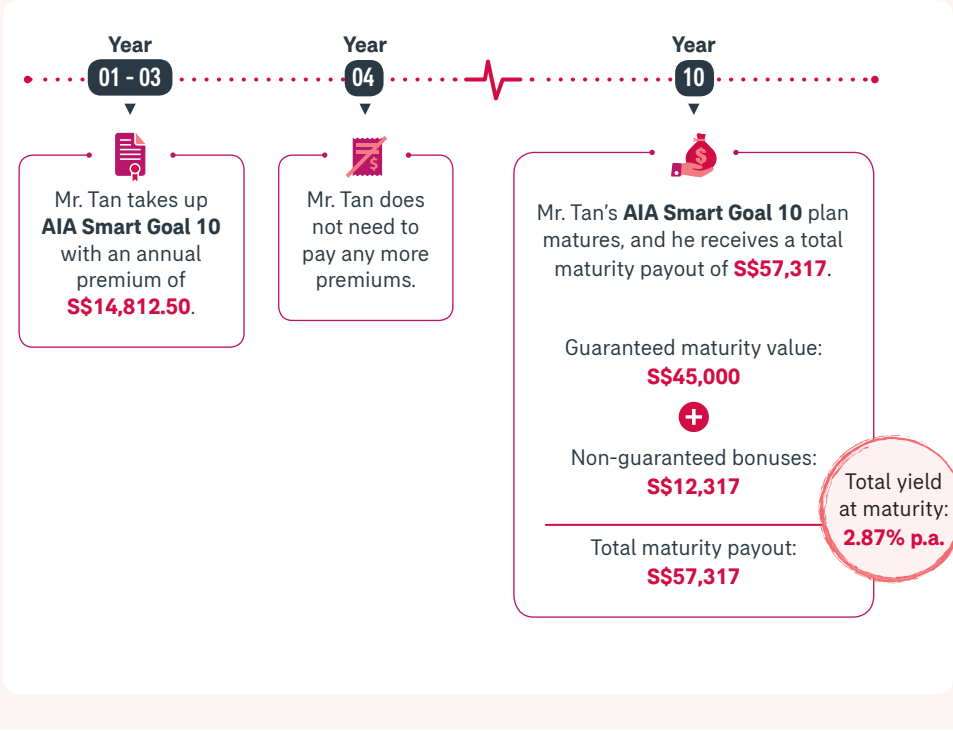 Year
01 - 03
Mr. Tan takes up
AIA Smart Goal 10
with an annual
premium of
S$14,812.50.
Year
04
$
Mr. Tan does
not need to
pay any more
premiums.
Year
10
$
Mr. Tan's AIA Smart Goal 10 plan
matures, and he receives a total
maturity payout of S$57,317.
Guaranteed maturity value:
S$45,000
+
Non-guaranteed bonuses:
S$12,317
Total maturity payout:
S$57,317
Total yield
at maturity:
2.87% p.a.